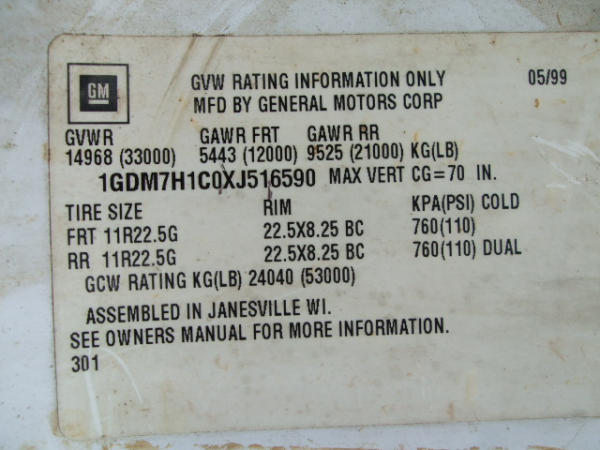 GM
GVW RATING INFORMATION ONLY 05/99
MFD BY GENERAL MOTORS CORP
GVWR GAWR FRT GAWR RR
14968 (33000) 5443 (12000) 9525 (21000) KG(LB)
1GDM7H1C0XJ516590 MAX VERT CG=70 IN.
TIRE SIZE RIM KPA(PSI) COLD
FRT 11R22.5G 22.5X8.25 BC 760(110)
RR 11R22.5G 22.5X8.25 BC 760(110) DUAL
GCW RATING KG(LB) 24040 (53000)
ASSEMBLED IN JANESVILLE WI.
SEE OWNERS MANUAL FOR MORE INFORMATION.
301